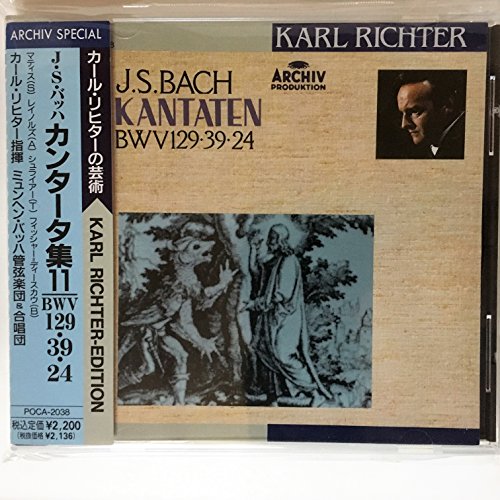 ARCHIV SPECIAL
カール・リヒターの芸術
KARL RICHTER-EDITION
J・S・バッハ カンタータ集11 BWV 129・39・24
マティス(S) レイノルズ(A) シュライアー(T) フィッシャー=ディースカウ(B)
カール・リヒター指揮 ミュンヘン・バッハ管弦楽団&合唱団
POCA-2038
税込定価¥2,200
(税抜価格¥2,136)
KARL RICHTER
J.S.BACH
KANTATEN
BWV129·39·24
ARCHIV
PRODUKTION